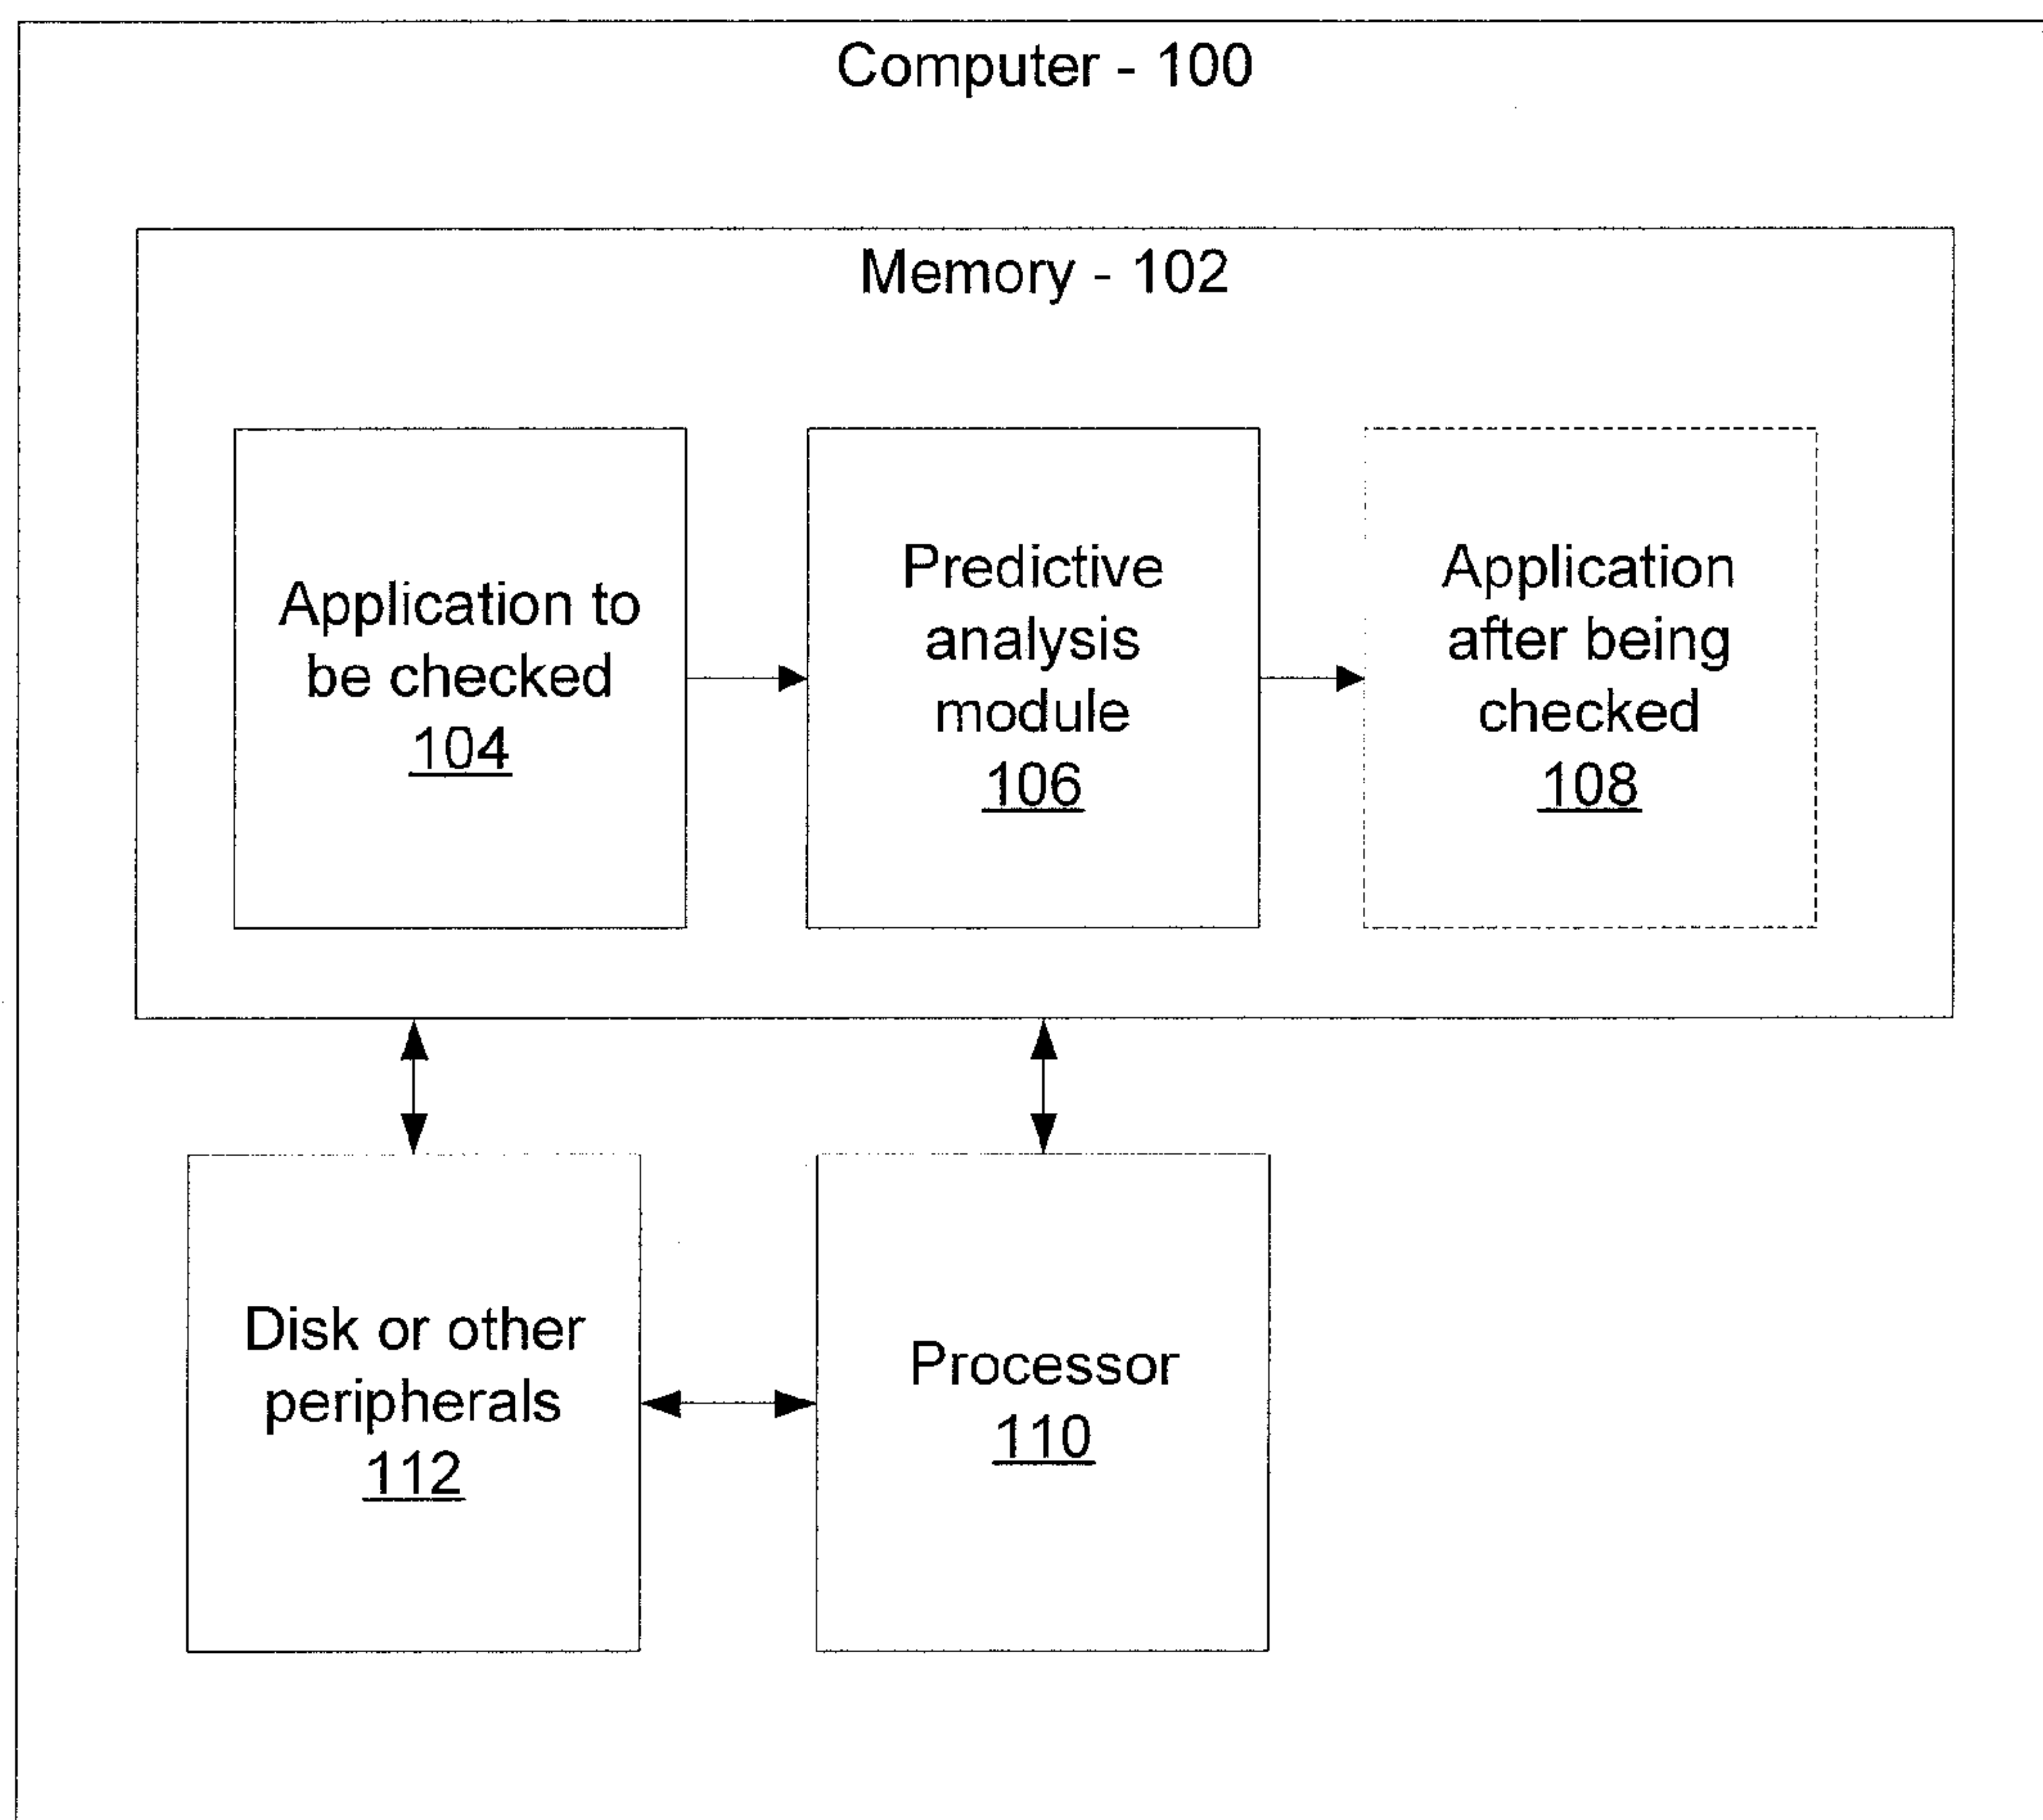 Computer - 100
Memory - 102
Application to
be checked
104
Predictive
analysis
module
106
Application
after being
checked
108
Disk or other
peripherals
112
Processor
110